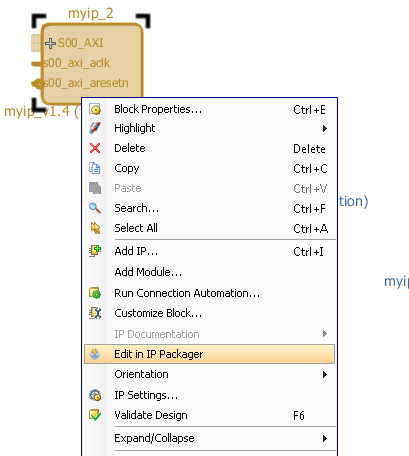 myip_2
S00_AXI
s00_axi_aclk
s00_axi_aresetn
myip_v1.4 (
Block Properties... Ctrl+E
Highlight
Delete Delete
Copy Ctrl+C
Paste Ctrl+V
Search... Ctrl+F
tion)
Select All Ctrl+A
Add IP... Ctrl+I
Add Module...
myip
Run Connection Automation...
Customize Block...
IP Documentation
Edit in IP Packager
Orientation
IP Settings...
Validate Design F6
Expand/Collapse